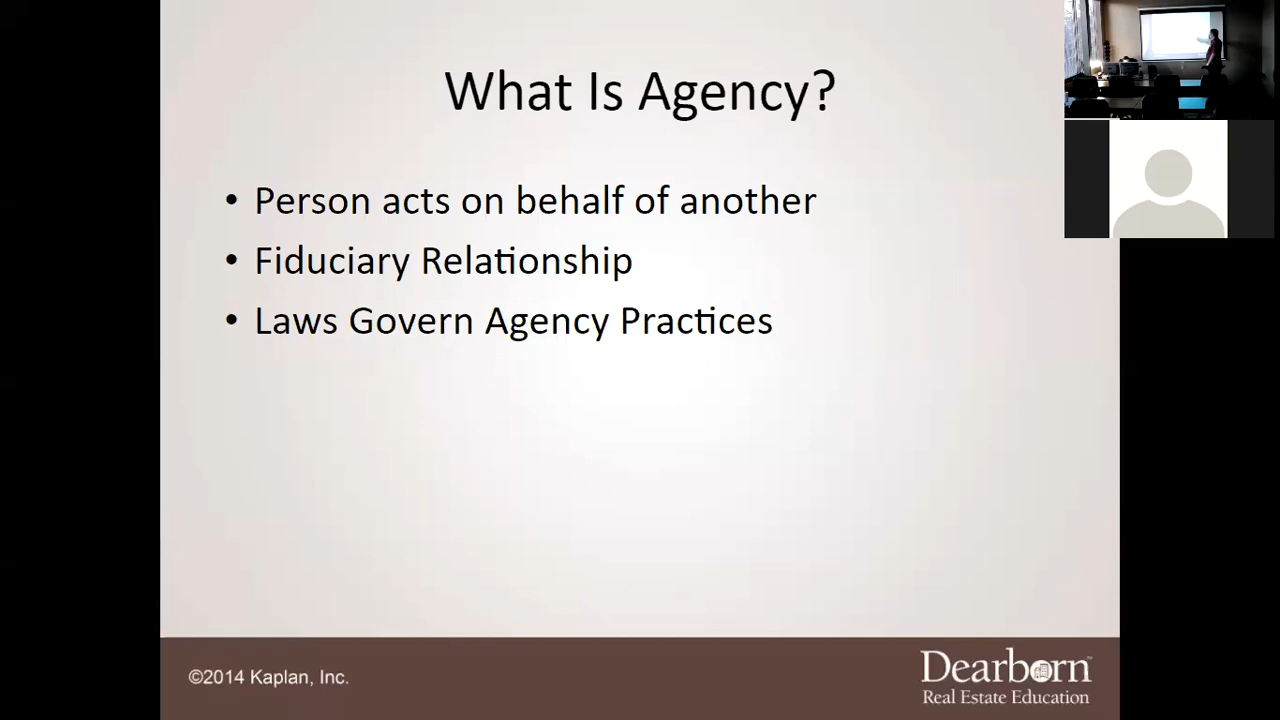 What Is Agency?
• Person acts on behalf of another
• Fiduciary Relationship
• Laws Govern Agency Practices
©2014 Kaplan, Inc.
Dearborn™
Real Estate Education